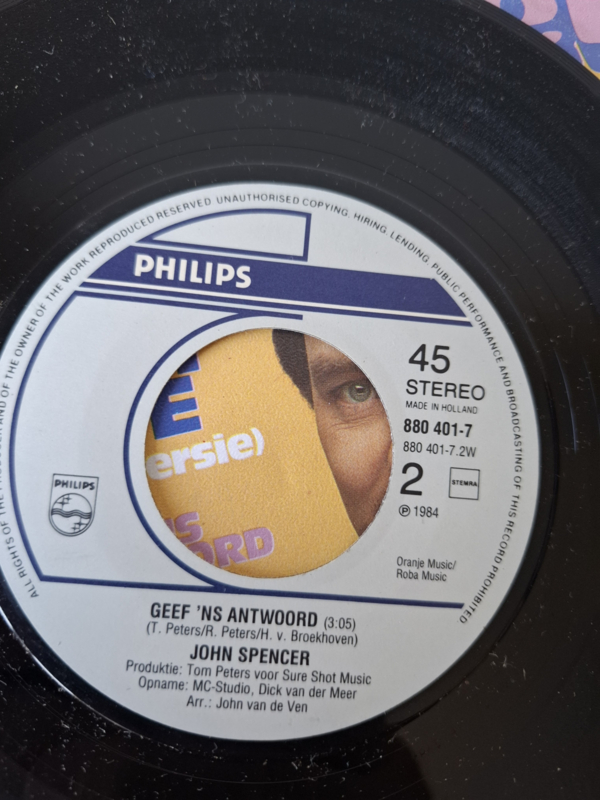 ALL RIGHTS OF THE PRODUCER AND OF THE OWNER OF THE WORK REPRODUCED RESERVED. UNAUTHORISED COPYING, HIRING, LENDING, PUBLIC PERFORMANCE AND BROADCASTING OF THIS RECORD PROHIBITED
PHILIPS
45
STEREO
MADE IN HOLLAND
880 401-7
880 401-7.2W
2 STEMRA
℗ 1984
PHILIPS
E
ersie)
ORD
Oranje Music/
Roba Music
GEEF 'NS ANTWOORD (3:05)
(T. Peters/R. Peters/H. v. Broekhoven)
JOHN SPENCER
Produktie: Tom Peters voor Sure Shot Music
Opname: MC-Studio, Dick van der Meer
Arr.: John van de Ven